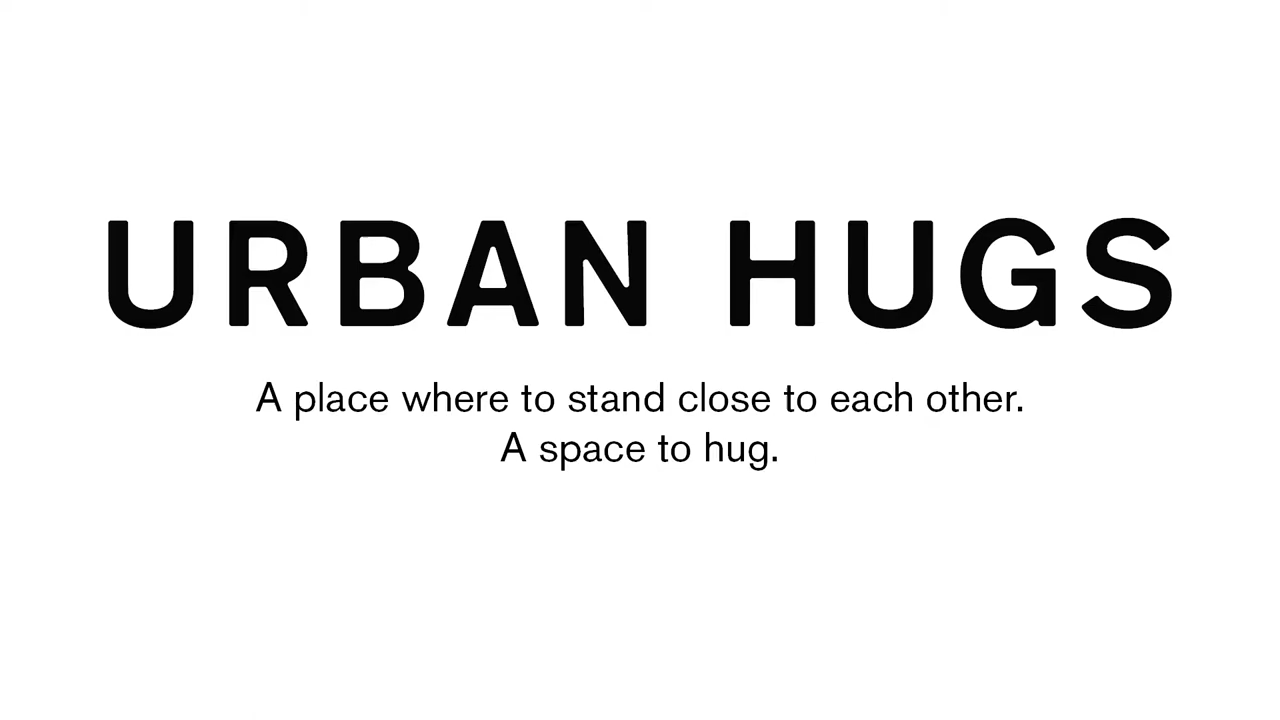 URBAN HUGS
A place where to stand close to each other.
A space to hug.